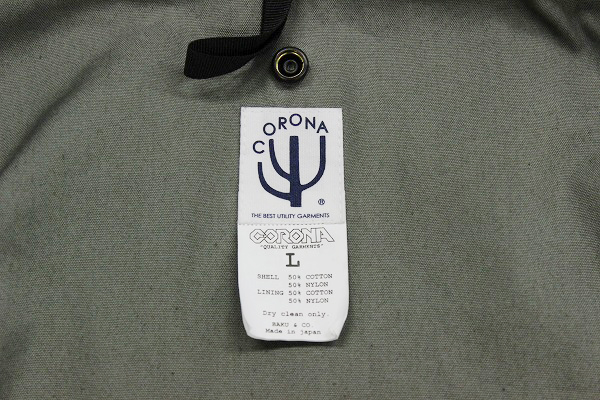 CORONA
®
THE BEST UTILITY GARMENTS
CORONA
"QUALITY GARMENTS"
L
SHELL 50% COTTON
50% NYLON
LINING 50% COTTON
50% NYLON
Dry clean only
RAKU & CO
Made in japan